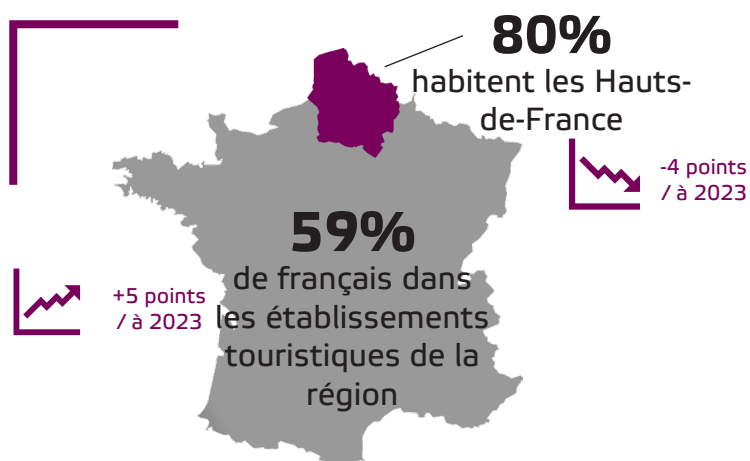 80%
habitent les Hauts-
de-France
-4 points
/ à 2023
59%
de français dans
les établissements
touristiques de la
région
+5 points
/ à 2023